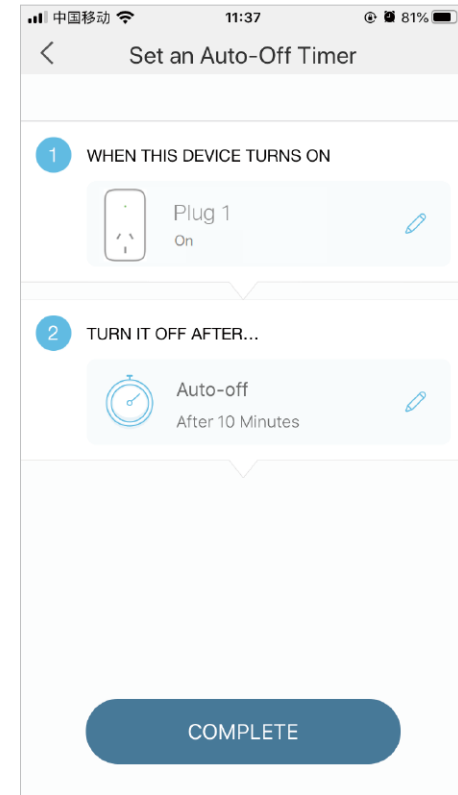 中国移动 11:37 81%
Set an Auto-Off Timer
1 WHEN THIS DEVICE TURNS ON
Plug 1
On
2 TURN IT OFF AFTER...
Auto-off
After 10 Minutes
COMPLETE